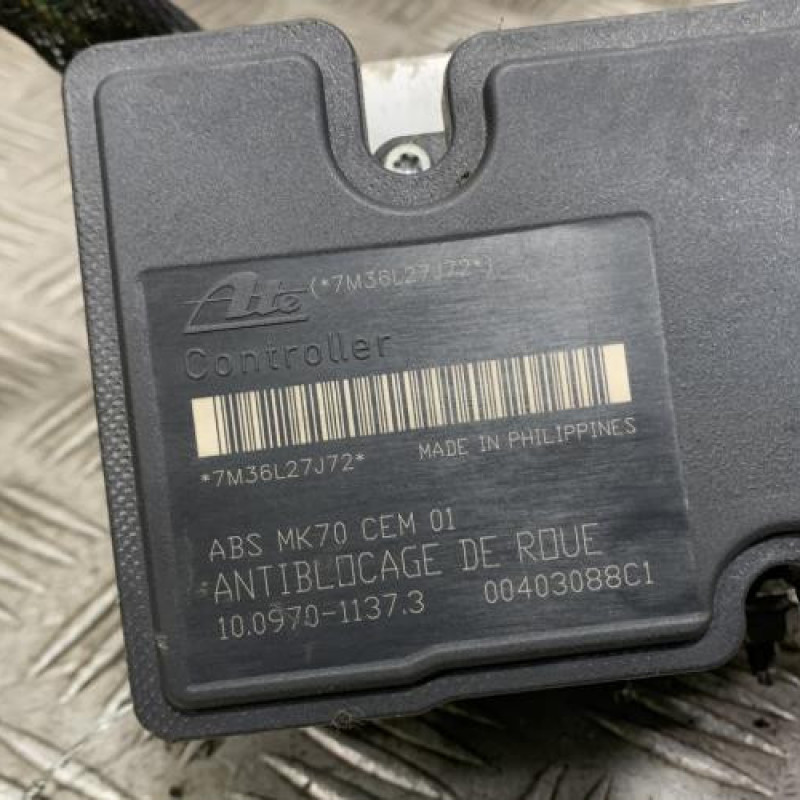 Ate (*7M36L27J72*)
Controller
*7M36L27J72* MADE IN PHILIPPINES
ABS MK70 CEM 01
ANTIBLOCAGE DE ROUE
10.0970-1137.3 00403088C1